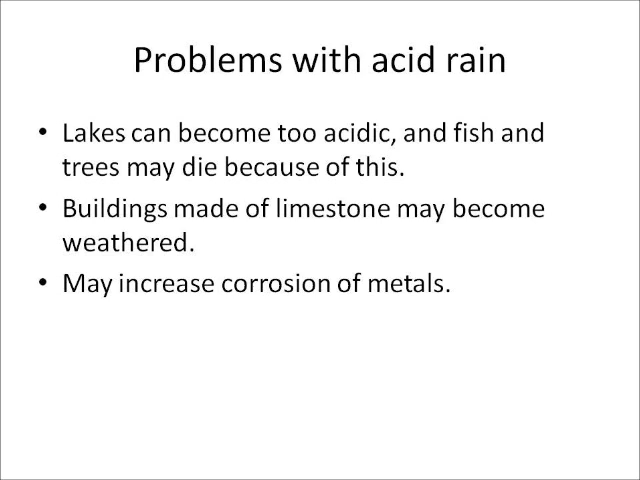 Problems with acid rain
• Lakes can become too acidic, and fish and
trees may die because of this.
• Buildings made of limestone may become
weathered.
• May increase corrosion of metals.